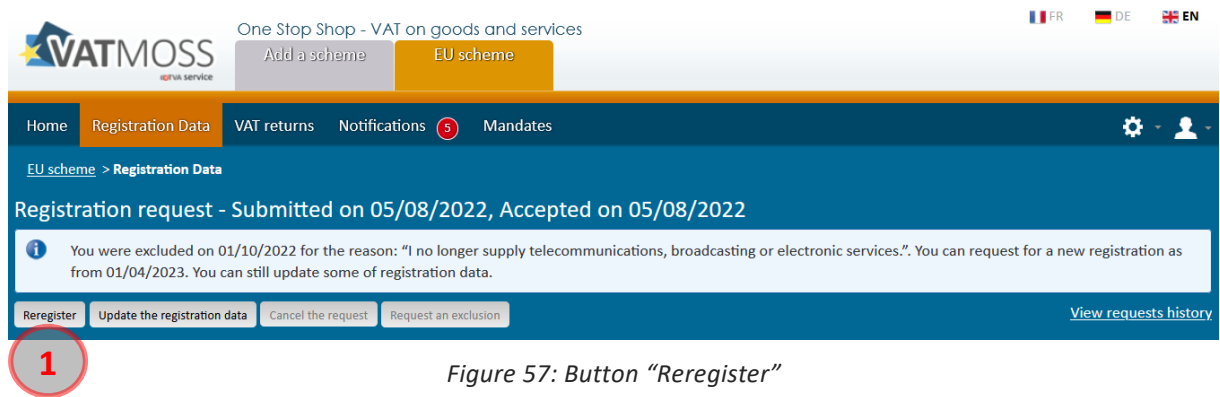 FR DE EN
One Stop Shop - VAT on goods and services
VATMOSS
service
Add a scheme EU scheme
Home Registration Data VAT returns Notifications 5 Mandates
EU scheme > Registration Data
Registration request - Submitted on 05/08/2022, Accepted on 05/08/2022
You were excluded on 01/10/2022 for the reason: “I no longer supply telecommunications, broadcasting or electronic services.”. You can request for a new registration as
from 01/04/2023. You can still update some of registration data.
Reregister Update the registration data Cancel the request Request an exclusion View requests history
1
Figure 57: Button “Reregister”